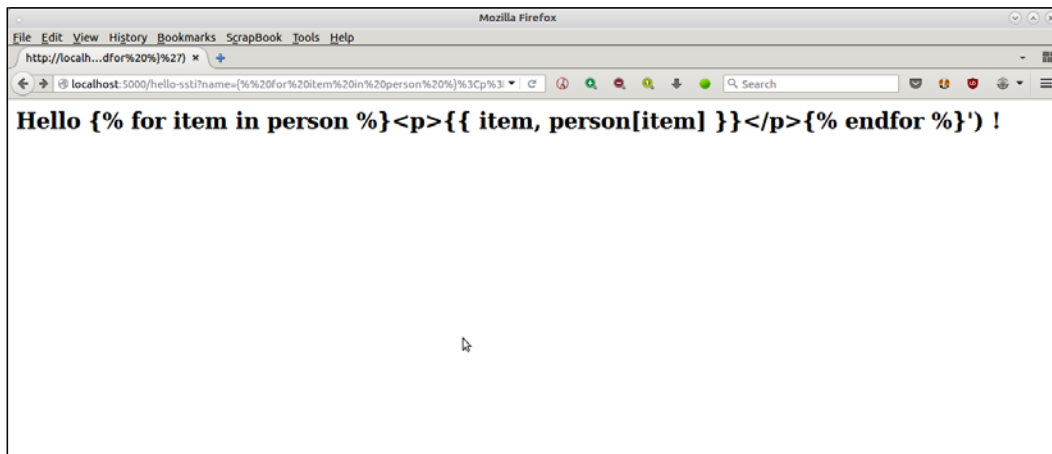 Mozilla Firefox
File Edit View History Bookmarks ScrapBook Tools Help
http://localh...dfor%20%}%27) × +
localhost:5000/hello-ssti?name={%%20for%20item%20in%20person%20%}%3Cp%3 Search
Hello {% for item in person %}<p>{{ item, person[item] }}</p>{% endfor %}') !